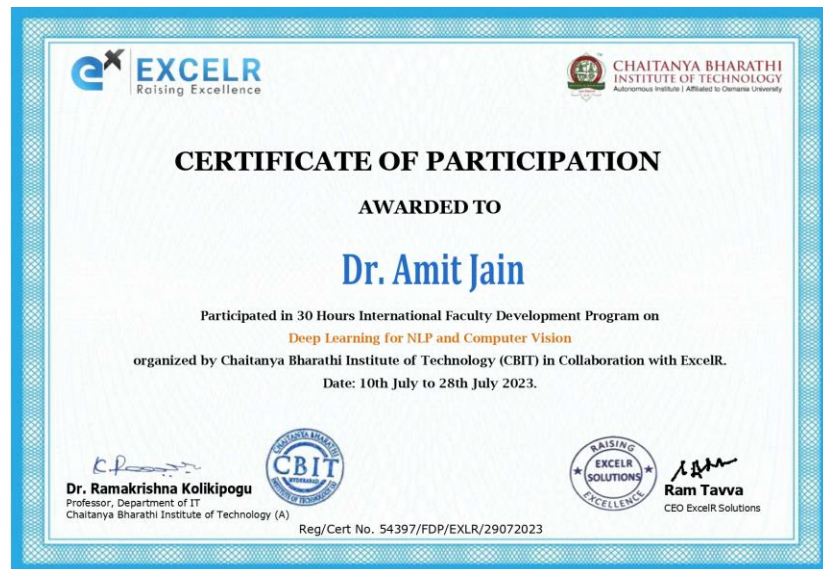 EXCELR
Raising Excellence
CHAITANYA BHARATHI
INSTITUTE OF TECHNOLOGY
Autonomous Institute | Affiliated to Osmania University
CERTIFICATE OF PARTICIPATION
AWARDED TO
Dr. Amit Jain
Participated in 30 Hours International Faculty Development Program on
Deep Learning for NLP and Computer Vision
organized by Chaitanya Bharathi Institute of Technology (CBIT) in Collaboration with ExcelR.
Date: 10th July to 28th July 2023.
CBIT
HYDERABAD
RAISING
EXCELR
SOLUTIONS
EXCELLENCE
Dr. Ramakrishna Kolikipogu
Professor, Department of IT
Chaitanya Bharathi Institute of Technology (A)
Ram Tavva
CEO ExcelR Solutions
Reg/Cert No. 54397/FDP/EXLR/29072023